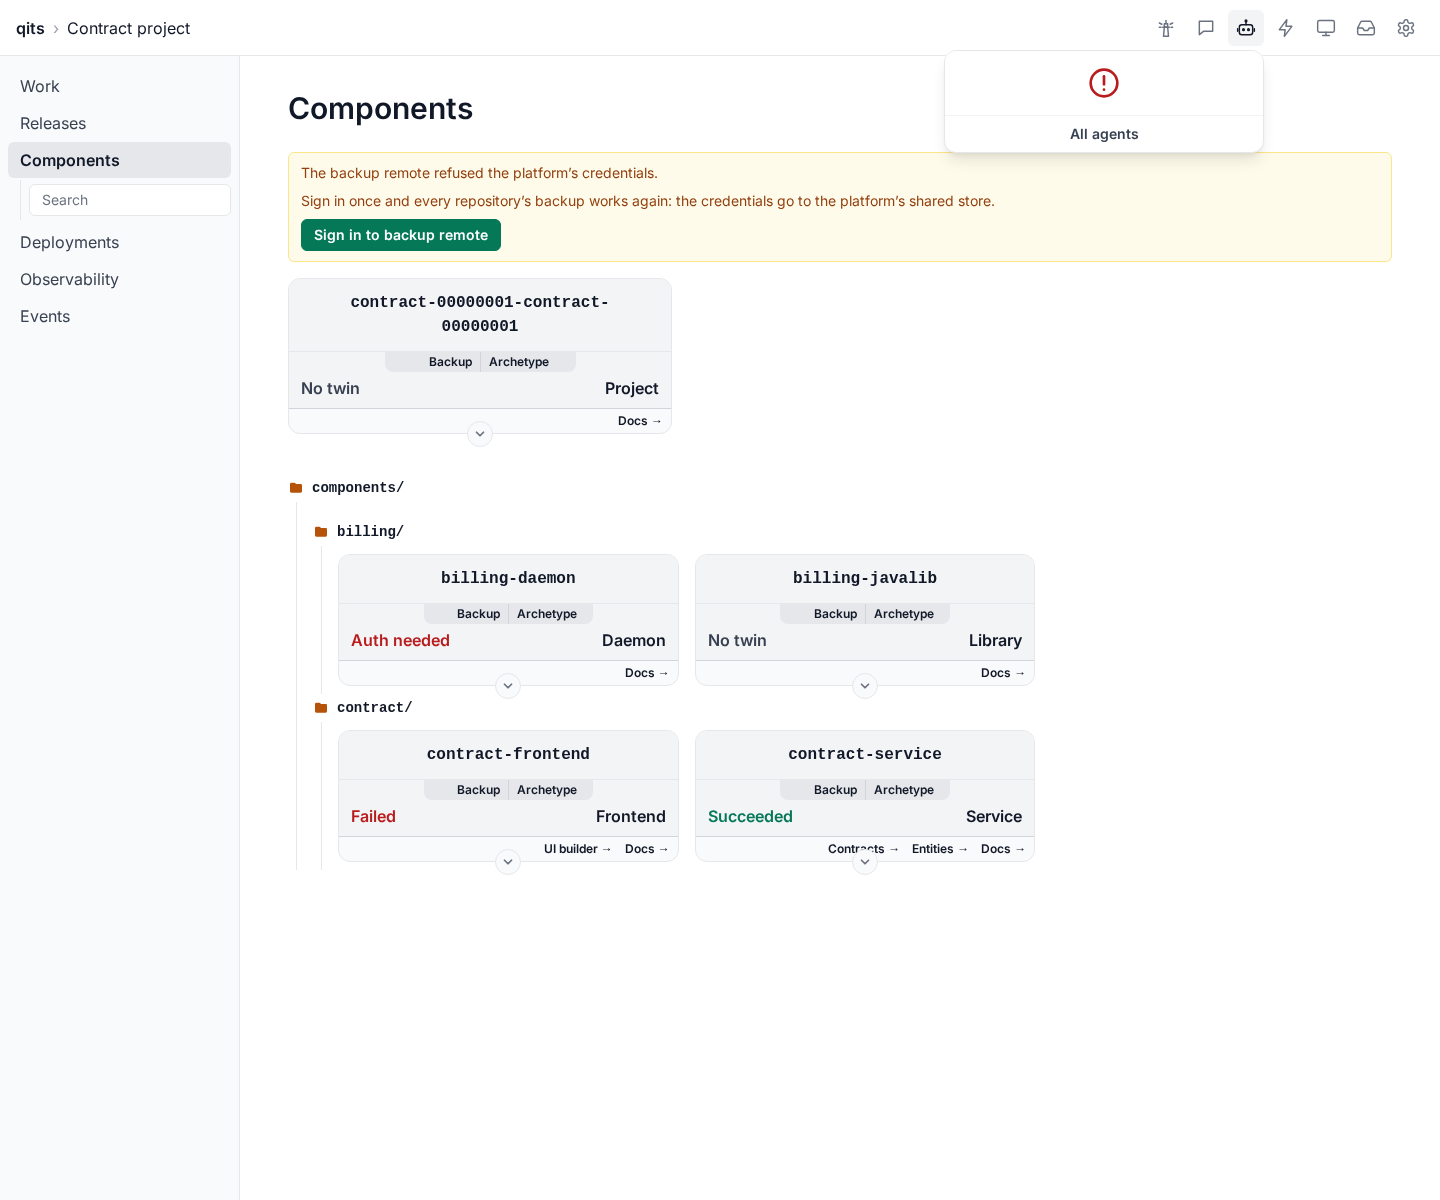 qits › Contract project
Work
Releases
Components
Search
Deployments
Observability
Events
All agents
Components
The backup remote refused the platform’s credentials.
Sign in once and every repository’s backup works again: the credentials go to the platform’s shared store.
Sign in to backup remote
contract-00000001-contract-
00000001
Backup Archetype
No twin Project
Docs →
components/
billing/
billing-daemon
Backup Archetype
Auth needed Daemon
Docs →
billing-javalib
Backup Archetype
No twin Library
Docs →
contract/
contract-frontend
Backup Archetype
Failed Frontend
UI builder → Docs →
contract-service
Backup Archetype
Succeeded Service
Contracts → Entities → Docs →